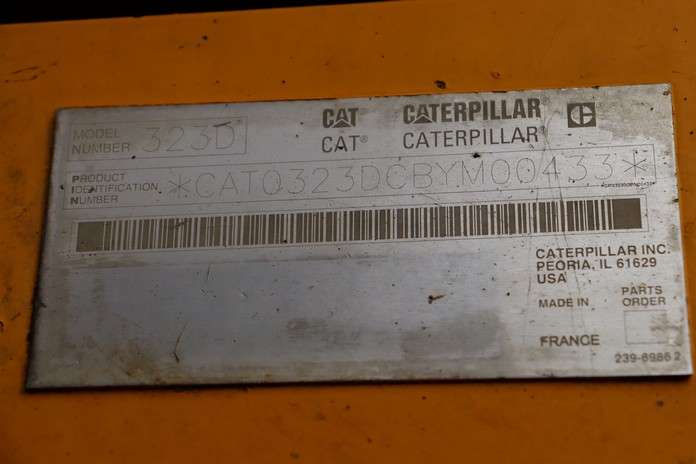 MODEL NUMBER 323D
CAT CATERPILLAR C
CAT® CATERPILLAR®
PRODUCT IDENTIFICATION NUMBER *CAT0323DCBYM00433*
CATERPILLAR INC.
PEORIA, IL 61629
USA
MADE IN PARTS ORDER
FRANCE
239-6986 2